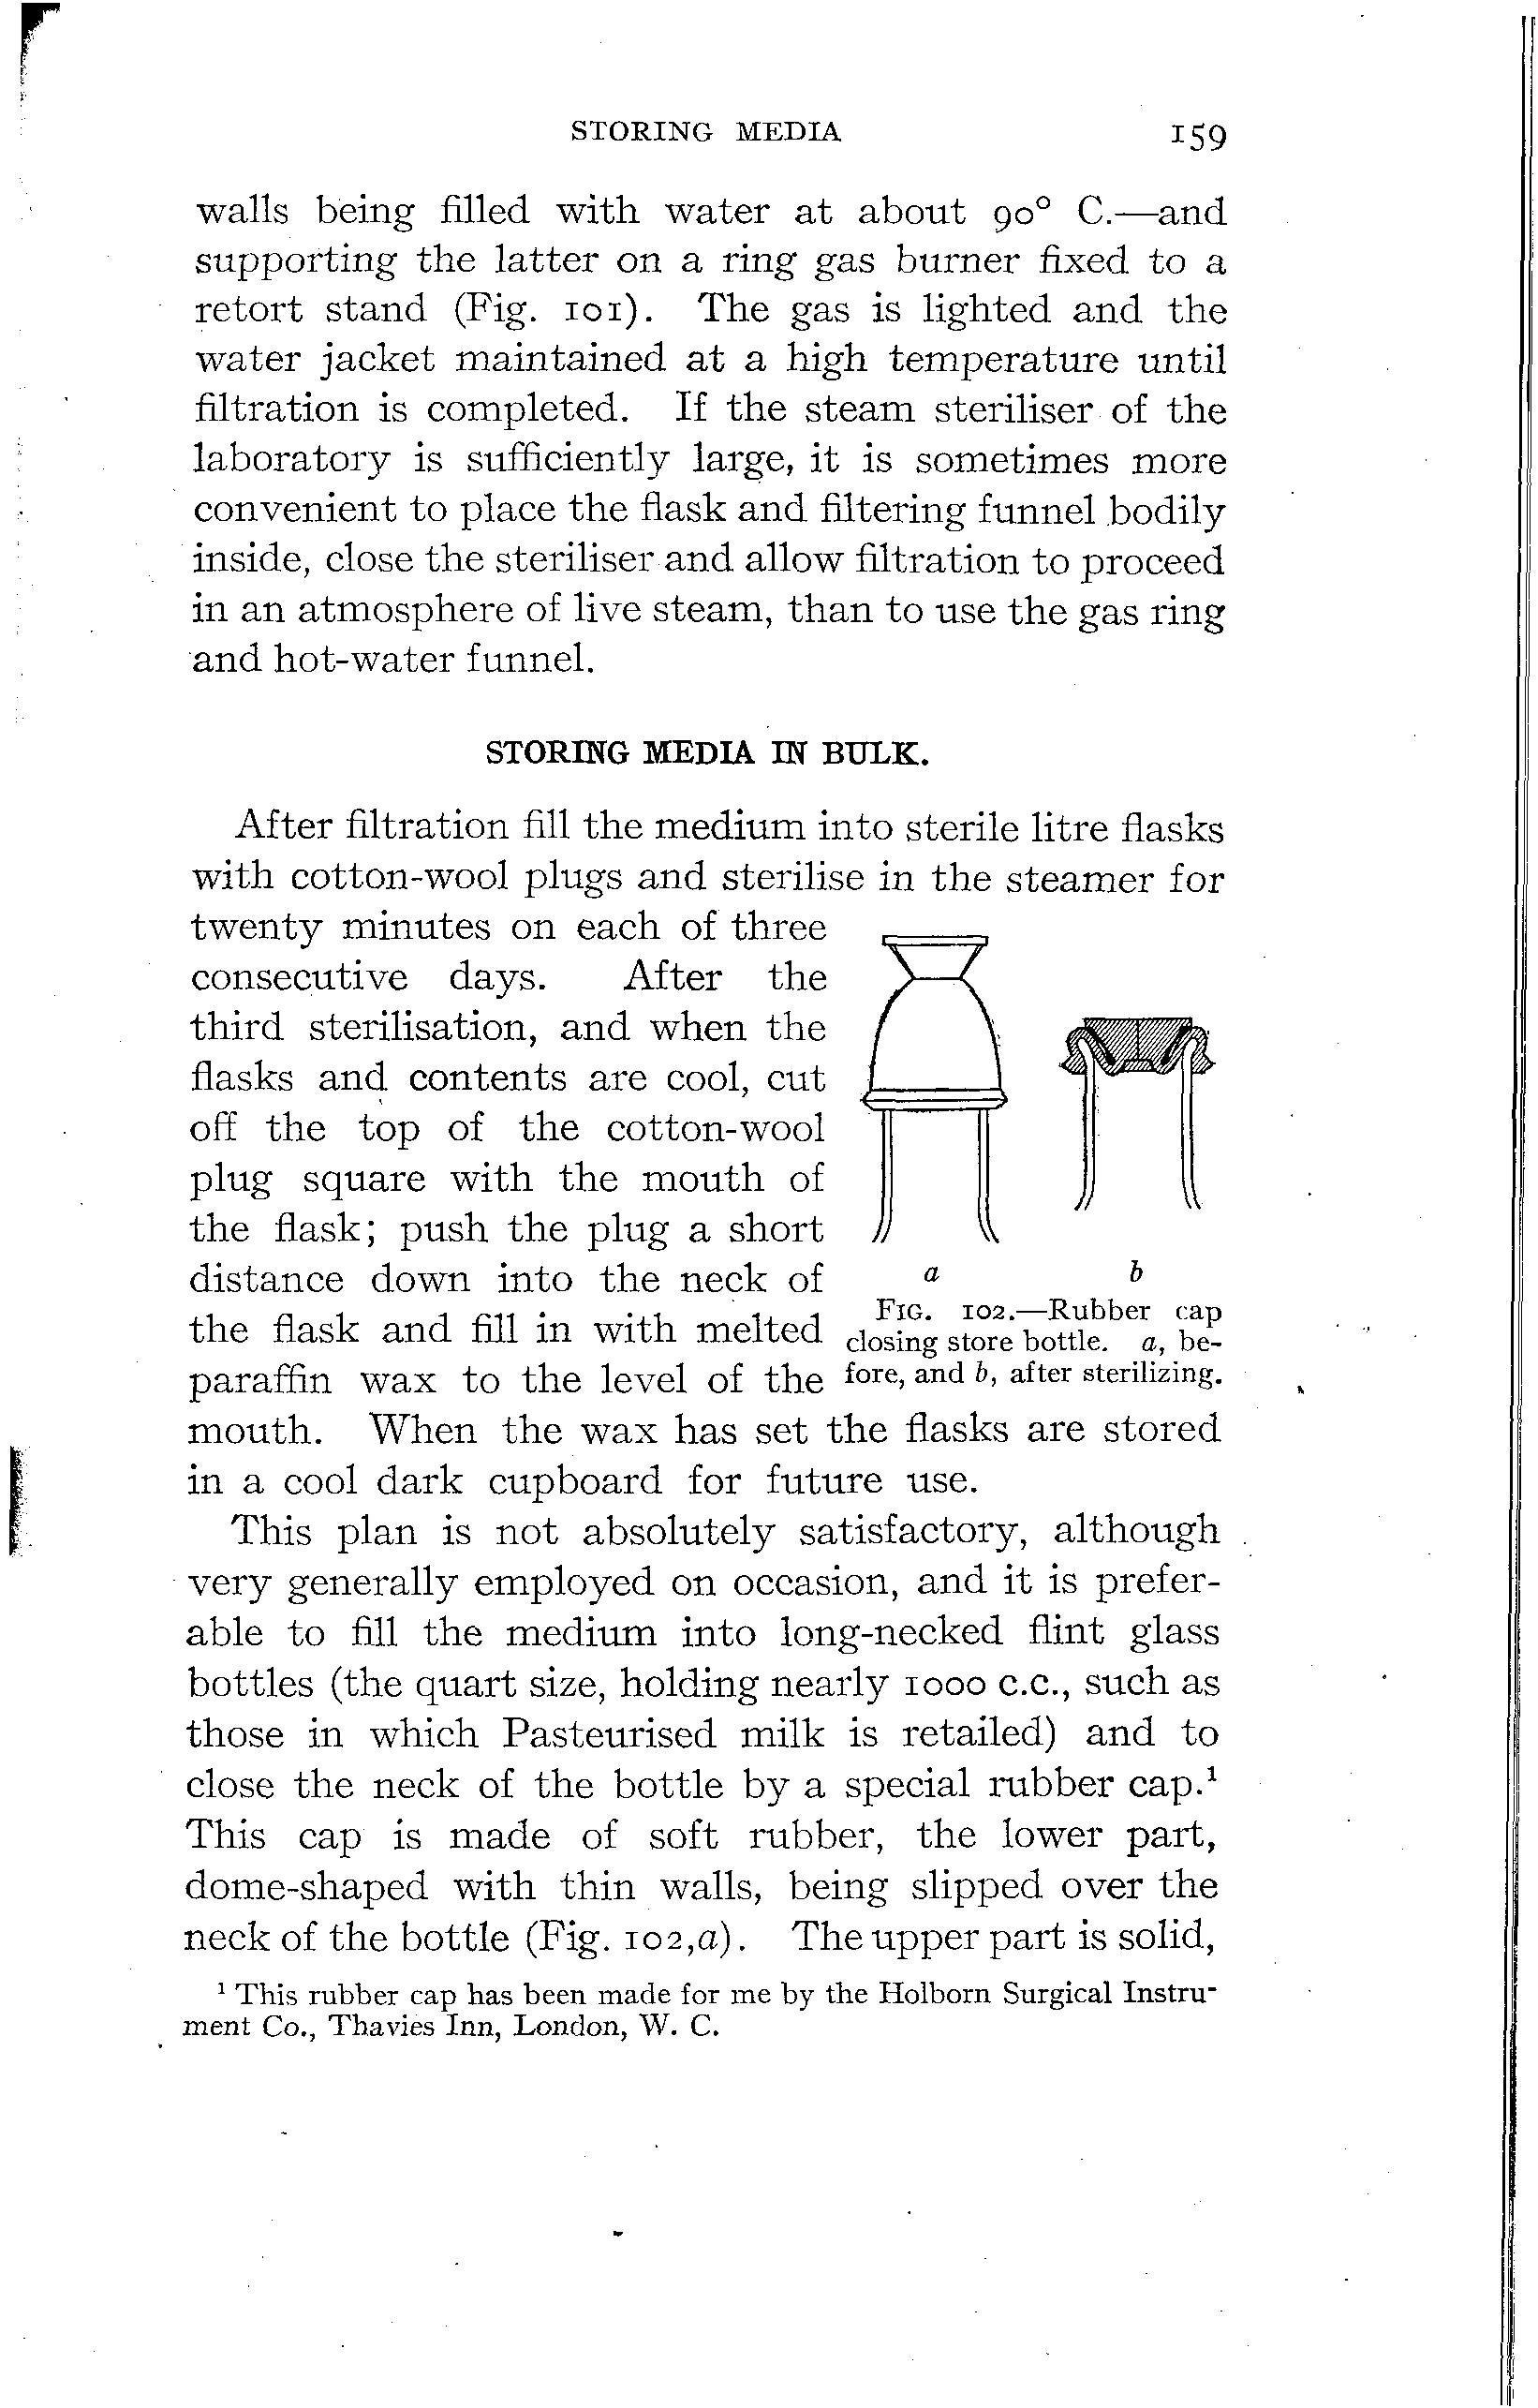 STORING MEDIA 159
walls being filled with water at about 90° C.—and
supporting the latter on a ring gas burner fixed to a
retort stand (Fig. 101). The gas is lighted and the
water jacket maintained at a high temperature until
filtration is completed. If the steam steriliser of the
laboratory is sufficiently large, it is sometimes more
convenient to place the flask and filtering funnel bodily
inside, close the steriliser and allow filtration to proceed
in an atmosphere of live steam, than to use the gas ring
and hot-water funnel.
STORING MEDIA IN BULK.
After filtration fill the medium into sterile litre flasks
with cotton-wool plugs and sterilise in the steamer for
twenty minutes on each of three
consecutive days. After the
third sterilisation, and when the
flasks and contents are cool, cut
off the top of the cotton-wool
plug square with the mouth of
the flask; push the plug a short
distance down into the neck of
the flask and fill in with melted
paraffin wax to the level of the
mouth. When the wax has set the flasks are stored
in a cool dark cupboard for future use.
a b
FIG. 102.—Rubber cap
closing store bottle. a, be-
fore, and b, after sterilizing.
This plan is not absolutely satisfactory, although
very generally employed on occasion, and it is prefer-
able to fill the medium into long-necked flint glass
bottles (the quart size, holding nearly 1000 c.c., such as
those in which Pasteurised milk is retailed) and to
close the neck of the bottle by a special rubber cap.¹
This cap is made of soft rubber, the lower part,
dome-shaped with thin walls, being slipped over the
neck of the bottle (Fig. 102,a). The upper part is solid,
¹ This rubber cap has been made for me by the Holborn Surgical Instru-
ment Co., Thavies Inn, London, W. C.